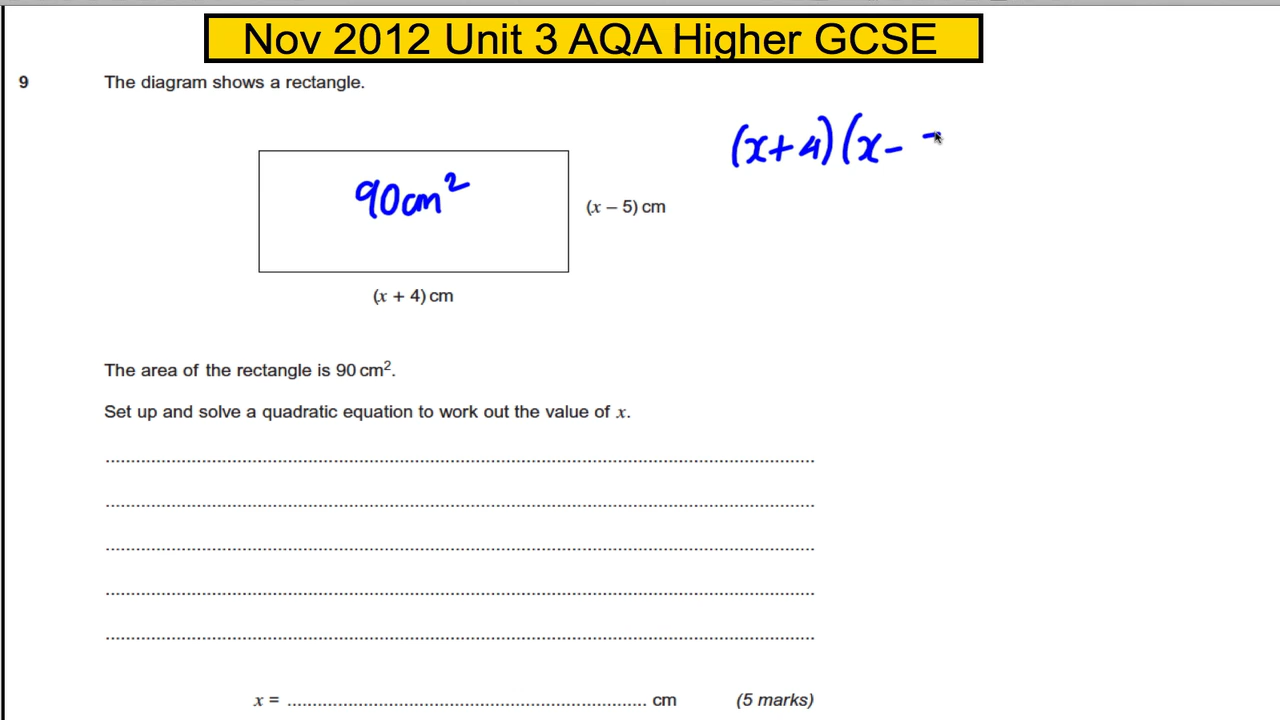 Nov 2012 Unit 3 AQA Higher GCSE
9 The diagram shows a rectangle.
(x+4)(x-
90cm²
(x – 5) cm
(x + 4) cm
The area of the rectangle is 90 cm².
Set up and solve a quadratic equation to work out the value of x.
x = ........................................................................ cm (5 marks)